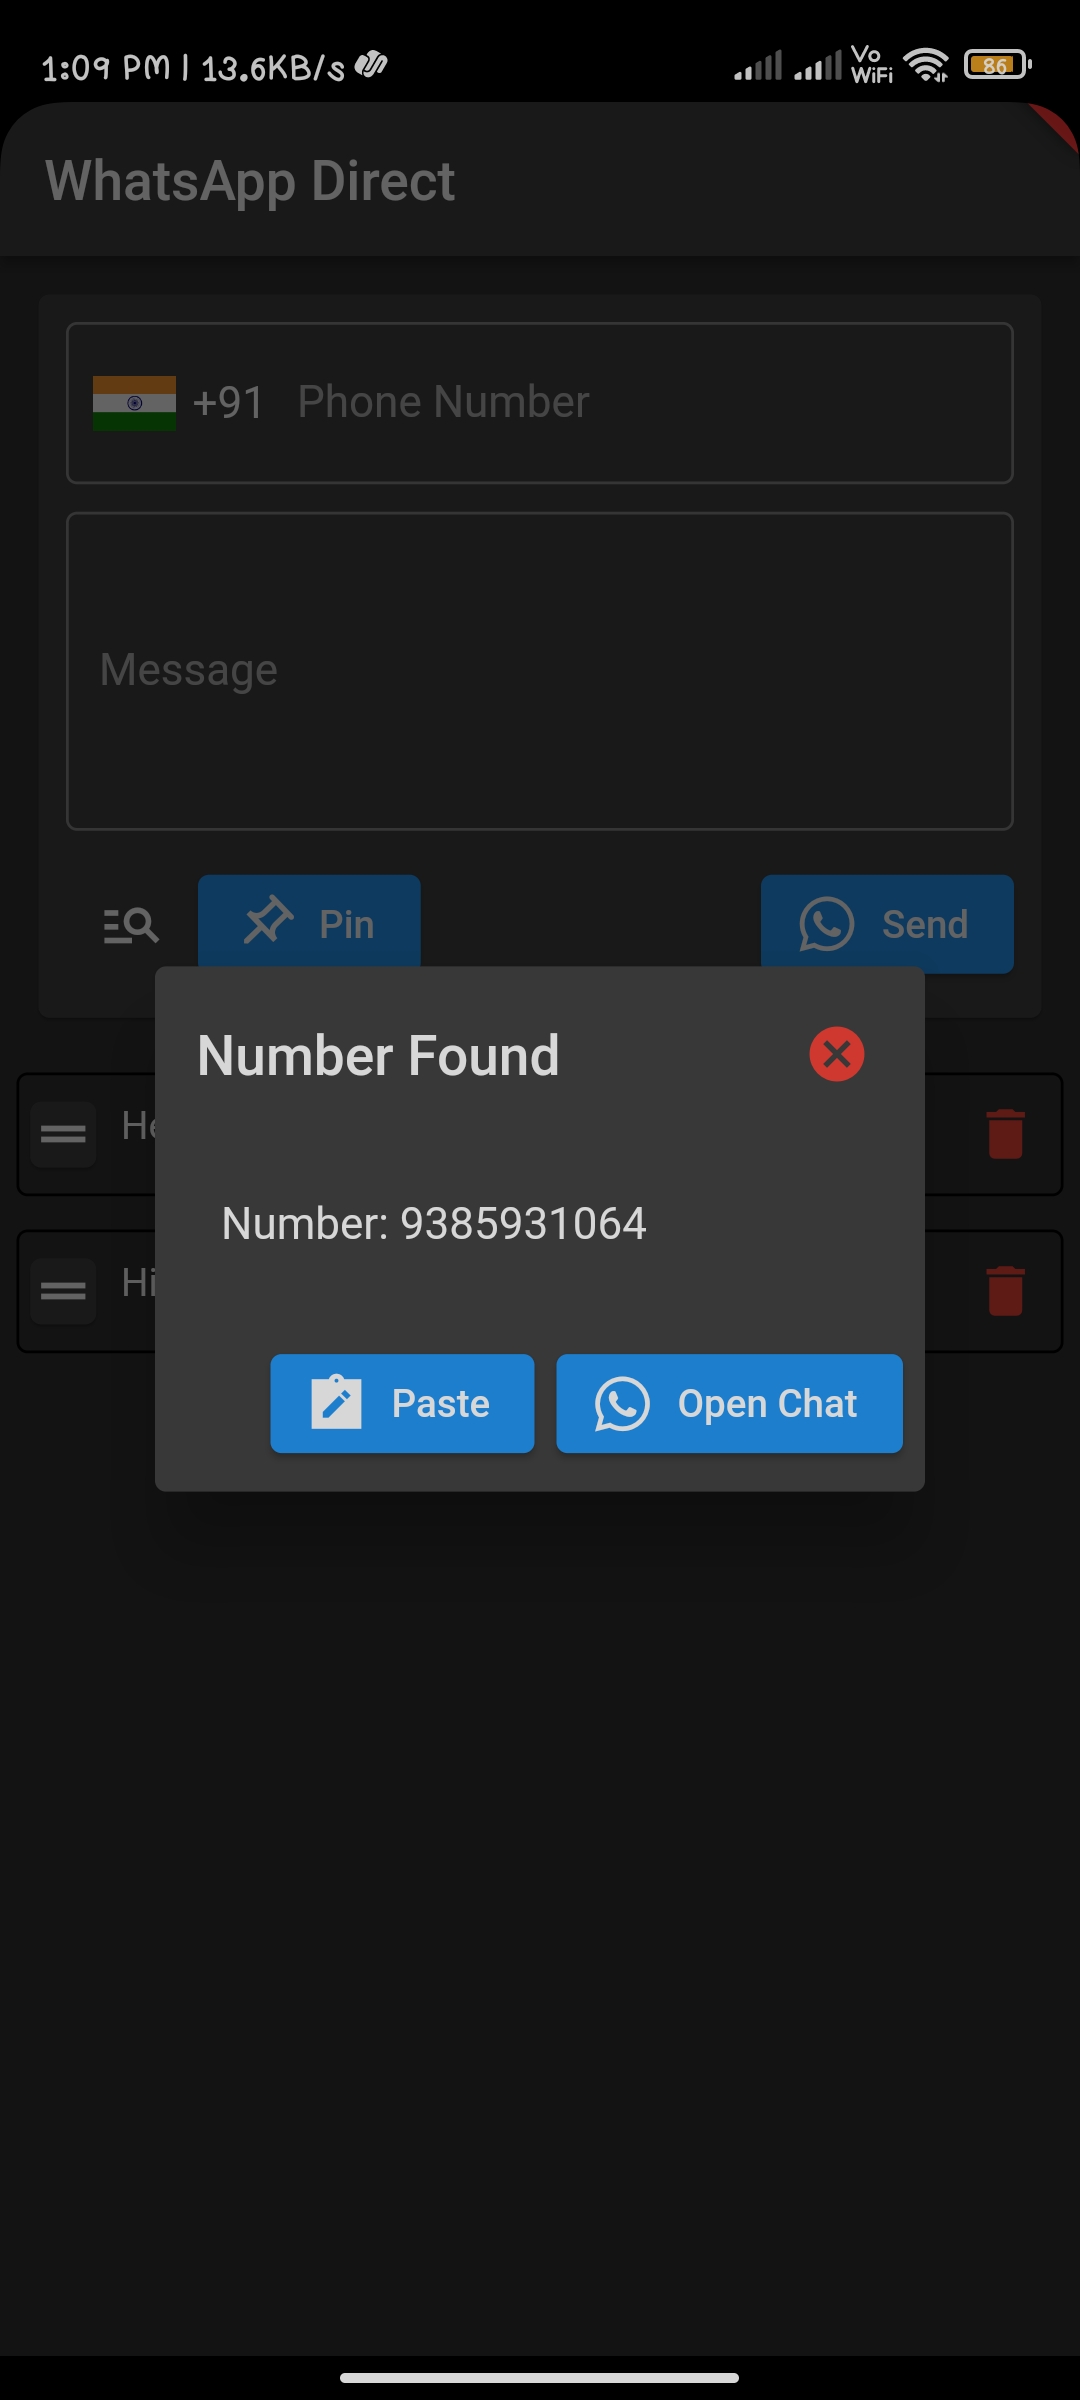 1:09 PM | 13.6KB/s
Vo
WiFi
86
WhatsApp Direct
+91 Phone Number
Message
Pin
Send
Number Found
He
Number: 9385931064
Hi
Paste
Open Chat